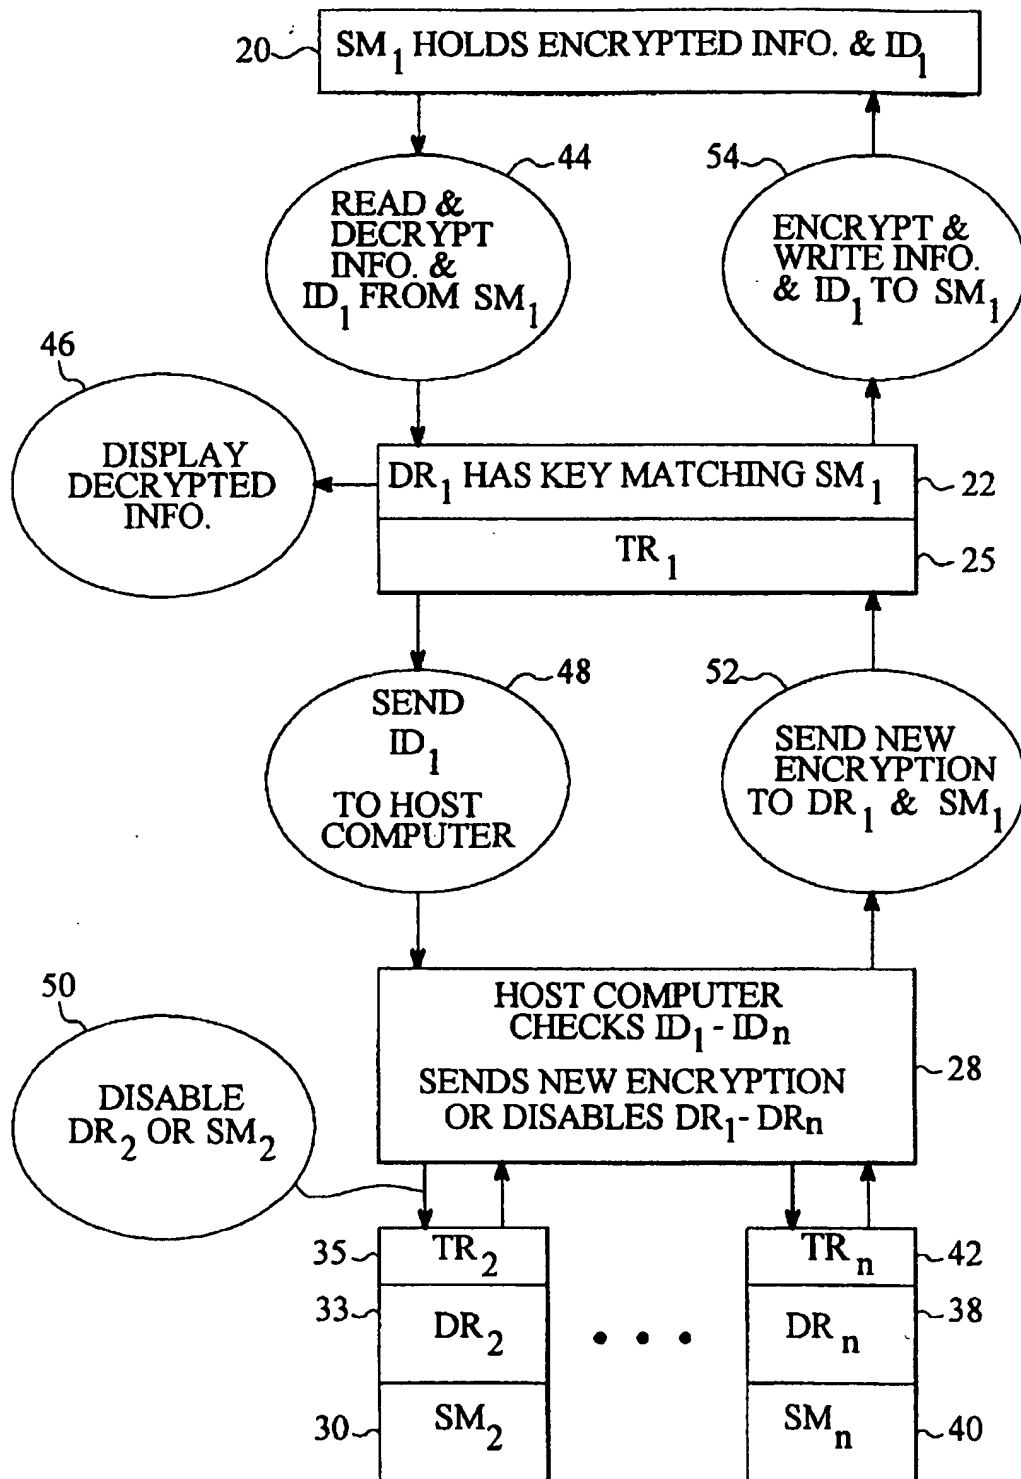 20
SM1 HOLDS ENCRYPTED INFO. & ID1
44
READ &
DECRYPT
INFO. &
ID1 FROM SM1
54
ENCRYPT &
WRITE INFO.
& ID1 TO SM1
46
DISPLAY
DECRYPTED
INFO.
DR1 HAS KEY MATCHING SM1
22
TR1
25
48
SEND
ID1
TO HOST
COMPUTER
52
SEND NEW
ENCRYPTION
TO DR1 & SM1
50
DISABLE
DR2 OR SM2
HOST COMPUTER
CHECKS ID1 - IDn
SENDS NEW ENCRYPTION
OR DISABLES DR1 - DRn
28
35
TR2
TRn
42
33
DR2
DRn
38
30
SM2
SMn
40